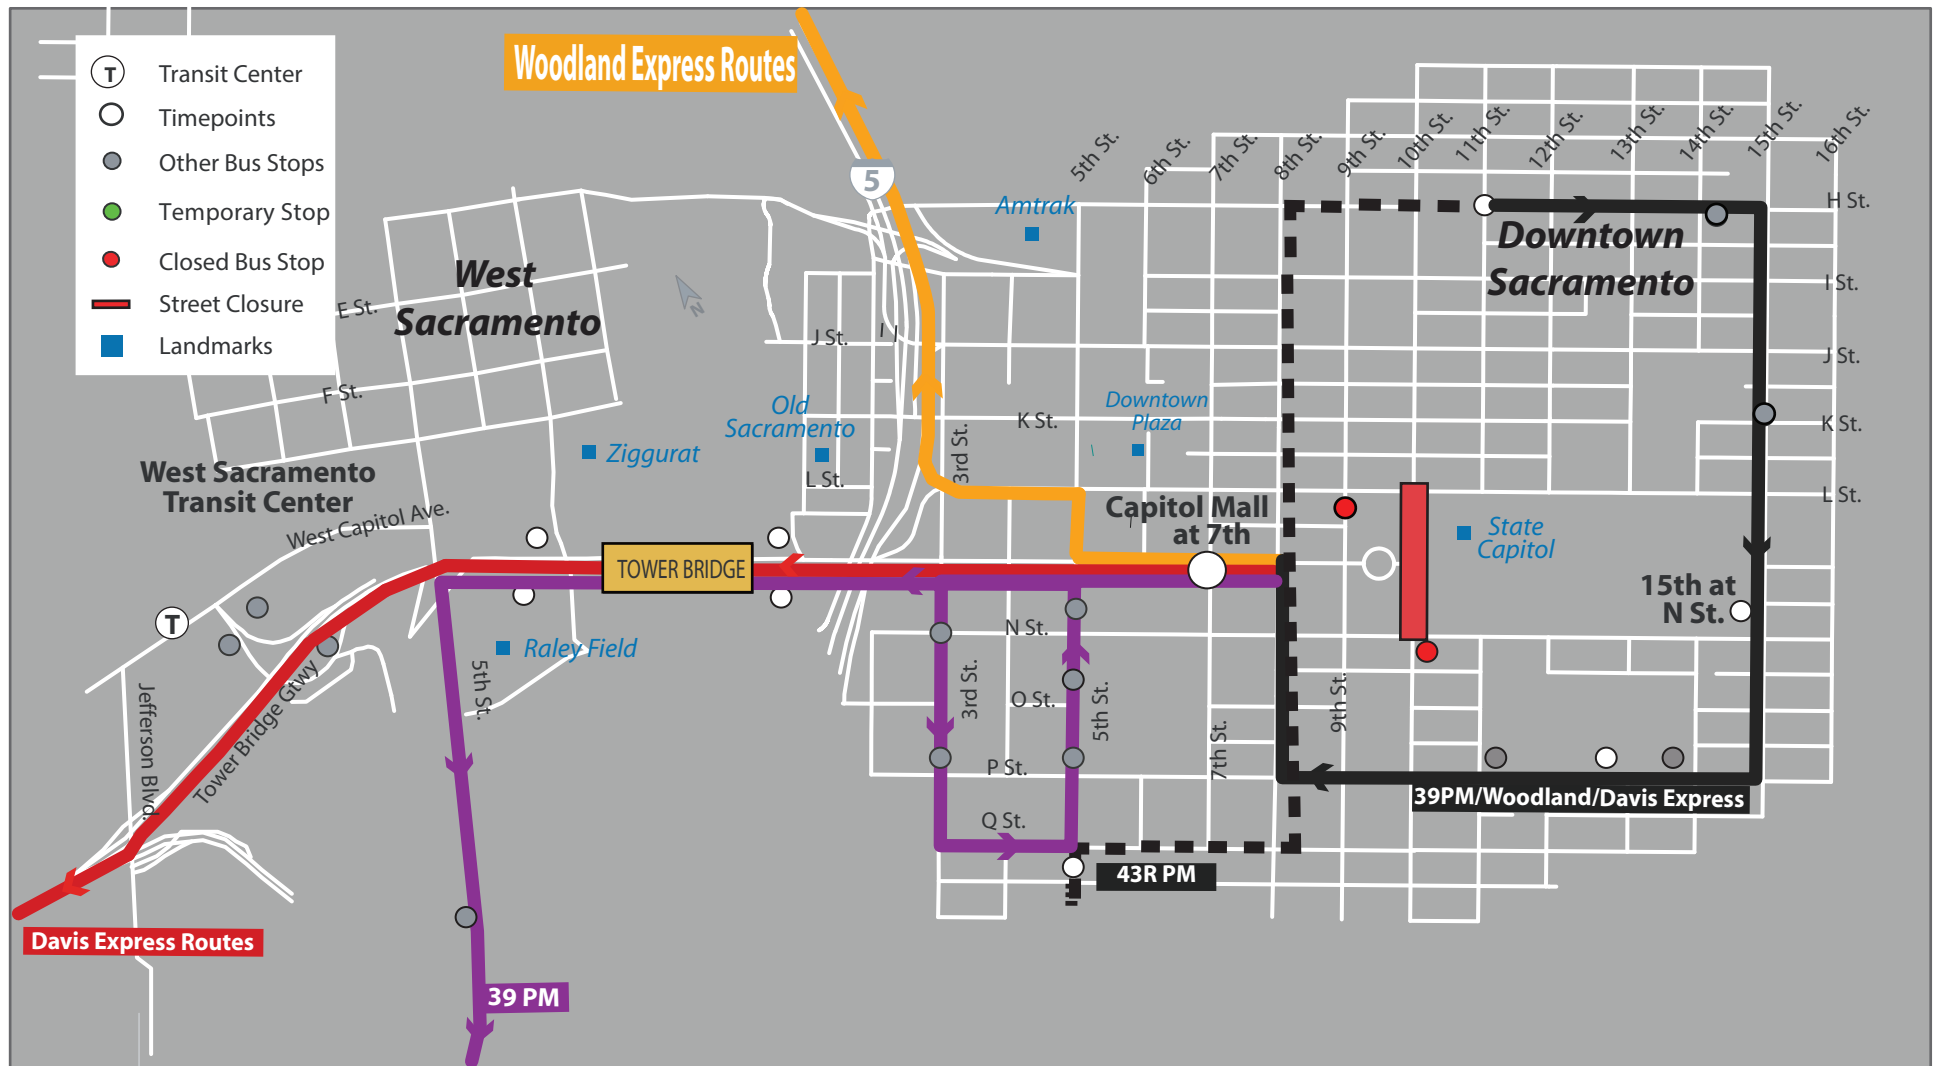 Woodland Express Routes
T
Transit Center
Timepoints
Other Bus Stops
Temporary Stop
Closed Bus Stop
Street Closure
Landmarks
5
5th St.
6th St.
7th St.
8th St.
9th St.
10th St.
11th St.
12th St.
13th St.
14th St.
15th St.
16th St.
H St.
I St.
J St.
K St.
L St.
Amtrak
Downtown
Sacramento
West
Sacramento
N
E St.
F St.
J St.
Old
Sacramento
L St.
K St.
3rd St.
Downtown
Plaza
Ziggurat
West Sacramento
Transit Center
West Capitol Ave.
T
TOWER BRIDGE
Capitol Mall
at 7th
State
Capitol
15th at
N St.
Raley Field
5th St.
Jefferson Blvd.
Tower Bridge Gtwy
N St.
O St.
P St.
Q St.
3rd St.
5th St.
7th St.
9th St.
39PM/Woodland/Davis Express
43R PM
Davis Express Routes
39 PM